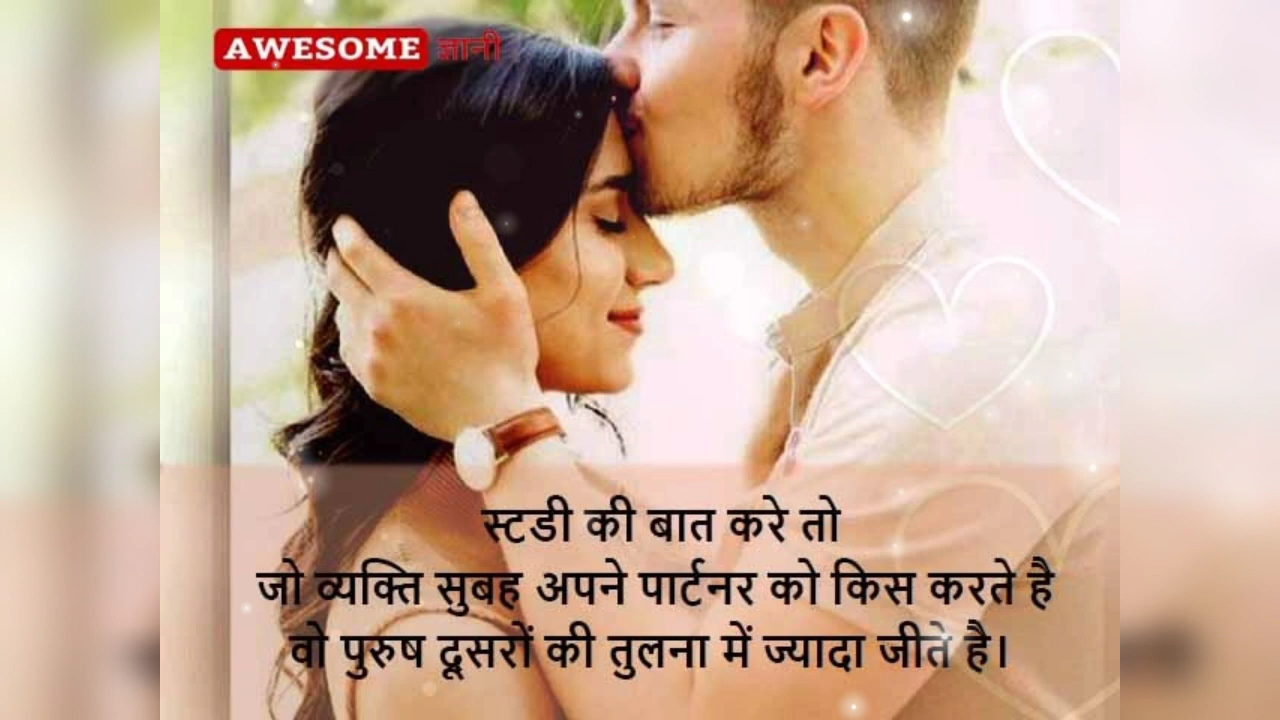 AWESOME ज्ञानी
स्टडी की बात करे तो
जो व्यक्ति सुबह अपने पार्टनर को किस करते है
वो पुरुष दूसरों की तुलना में ज्यादा जीते है।